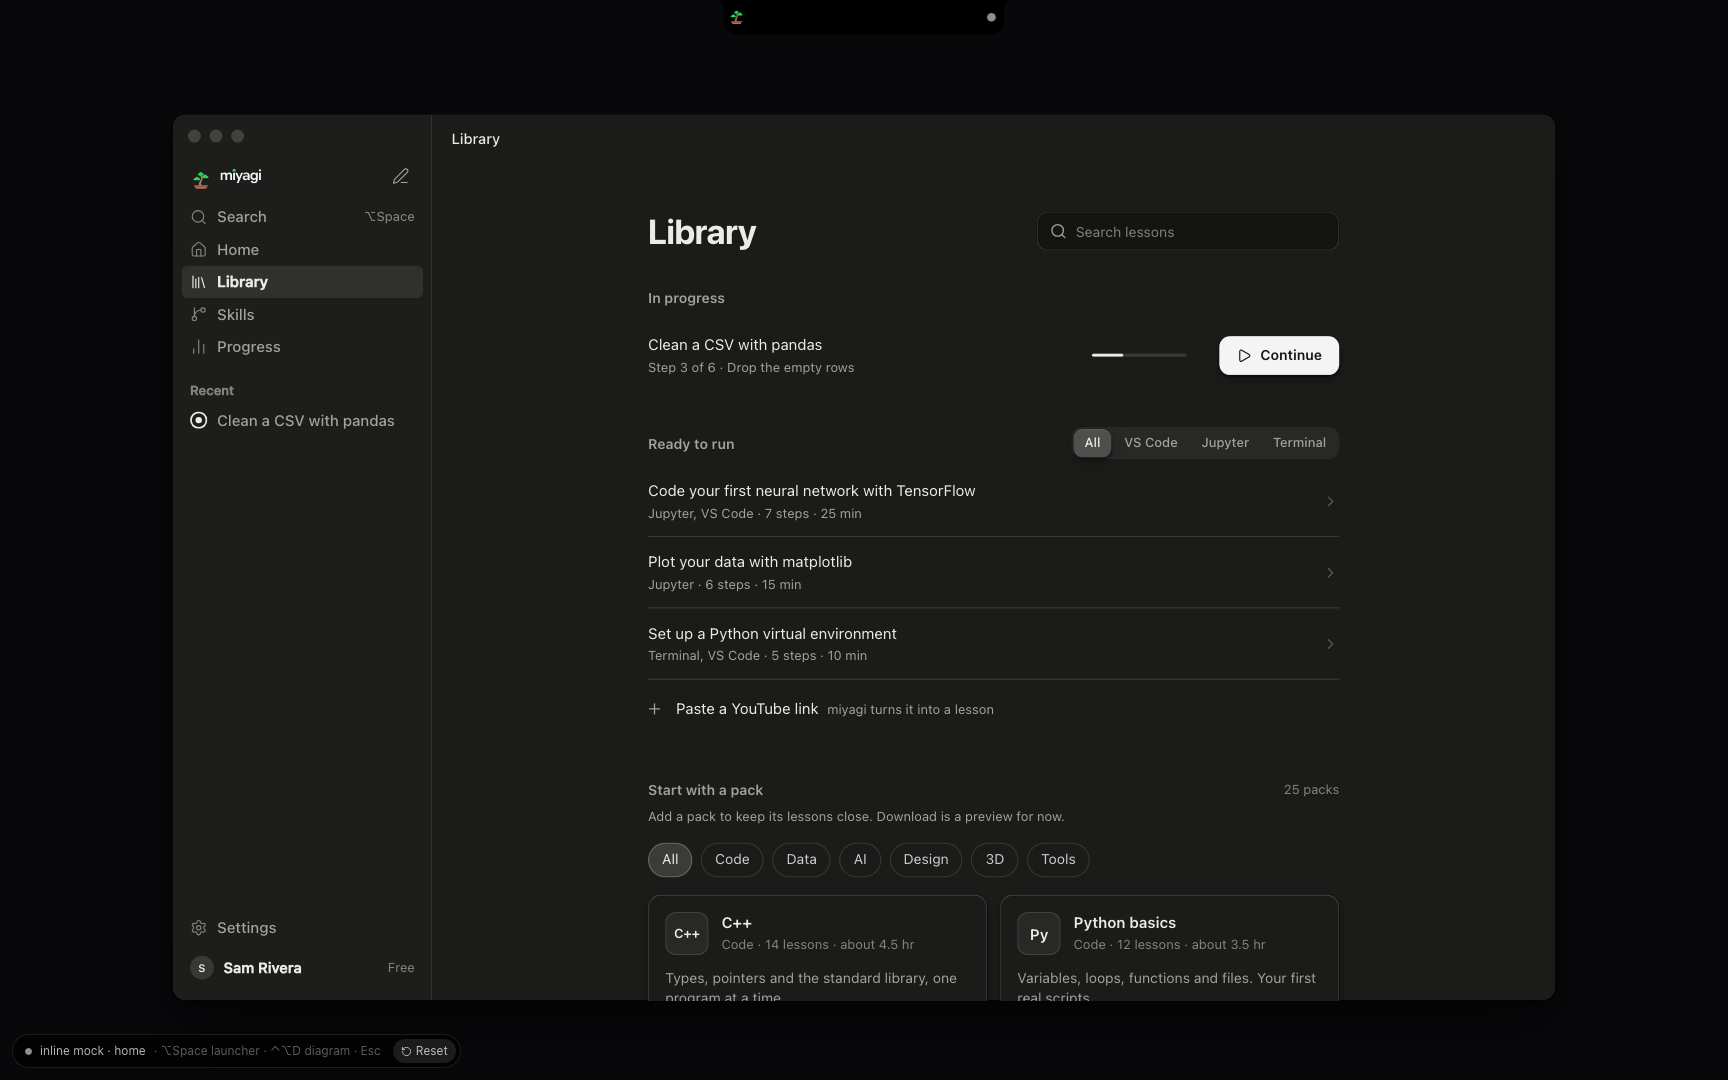 Library
miyagi
Search ⌥Space
Home
Library
Skills
Progress
Recent
Clean a CSV with pandas
Settings
S Sam Rivera Free
Library
Search lessons
In progress
Clean a CSV with pandas
Step 3 of 6 · Drop the empty rows
Continue
Ready to run
All VS Code Jupyter Terminal
Code your first neural network with TensorFlow
Jupyter, VS Code · 7 steps · 25 min
Plot your data with matplotlib
Jupyter · 6 steps · 15 min
Set up a Python virtual environment
Terminal, VS Code · 5 steps · 10 min
Paste a YouTube link miyagi turns it into a lesson
Start with a pack 25 packs
Add a pack to keep its lessons close. Download is a preview for now.
All Code Data AI Design 3D Tools
C++ C++
Code · 14 lessons · about 4.5 hr
Types, pointers and the standard library, one
program at a time
Py Python basics
Code · 12 lessons · about 3.5 hr
Variables, loops, functions and files. Your first
real scripts
inline mock · home · ⌥Space launcher · ^⌥D diagram · Esc Reset